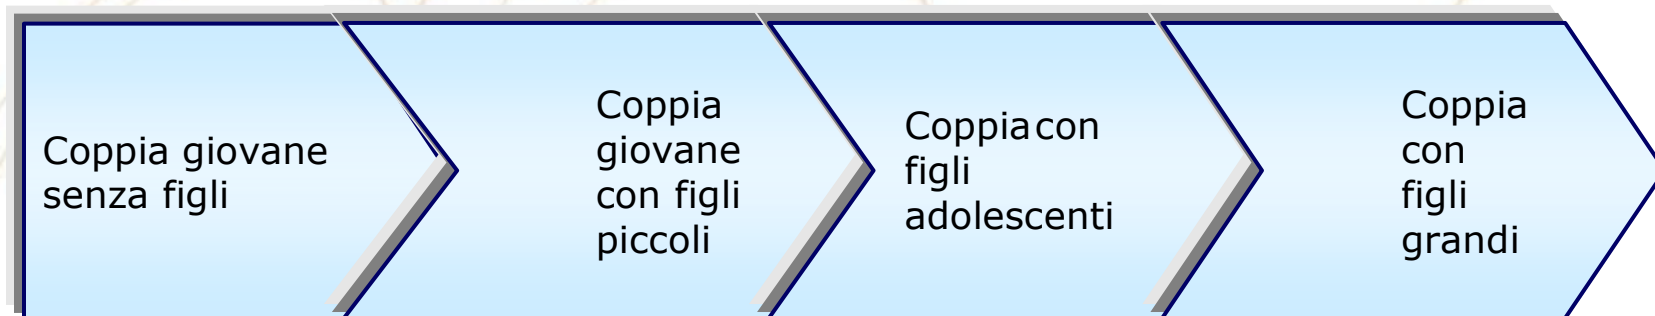 Coppia giovane
senza figli
Coppia
giovane
con figli
piccoli
Coppia con
figli
adolescenti
Coppia
con
figli
grandi